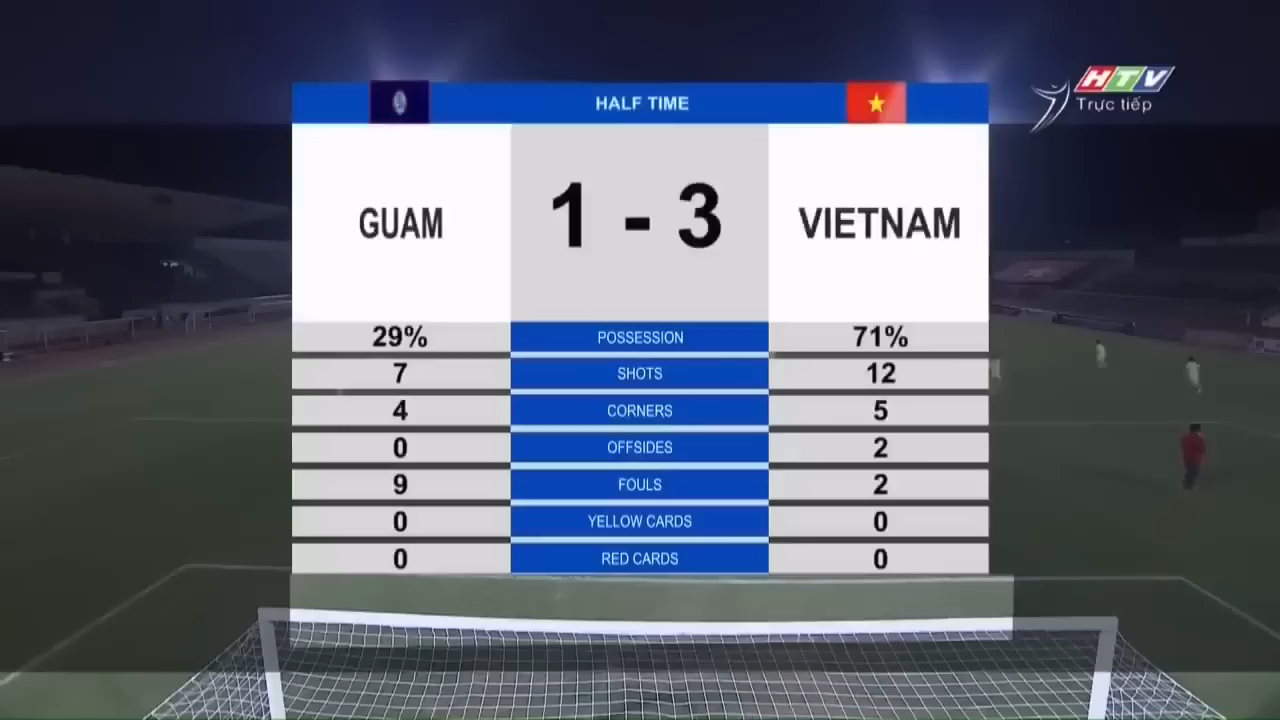 HTV
Trực tiếp
HALF TIME
GUAM 1 - 3 VIETNAM
29% POSSESSION 71%
7 SHOTS 12
4 CORNERS 5
0 OFFSIDES 2
9 FOULS 2
0 YELLOW CARDS 0
0 RED CARDS 0